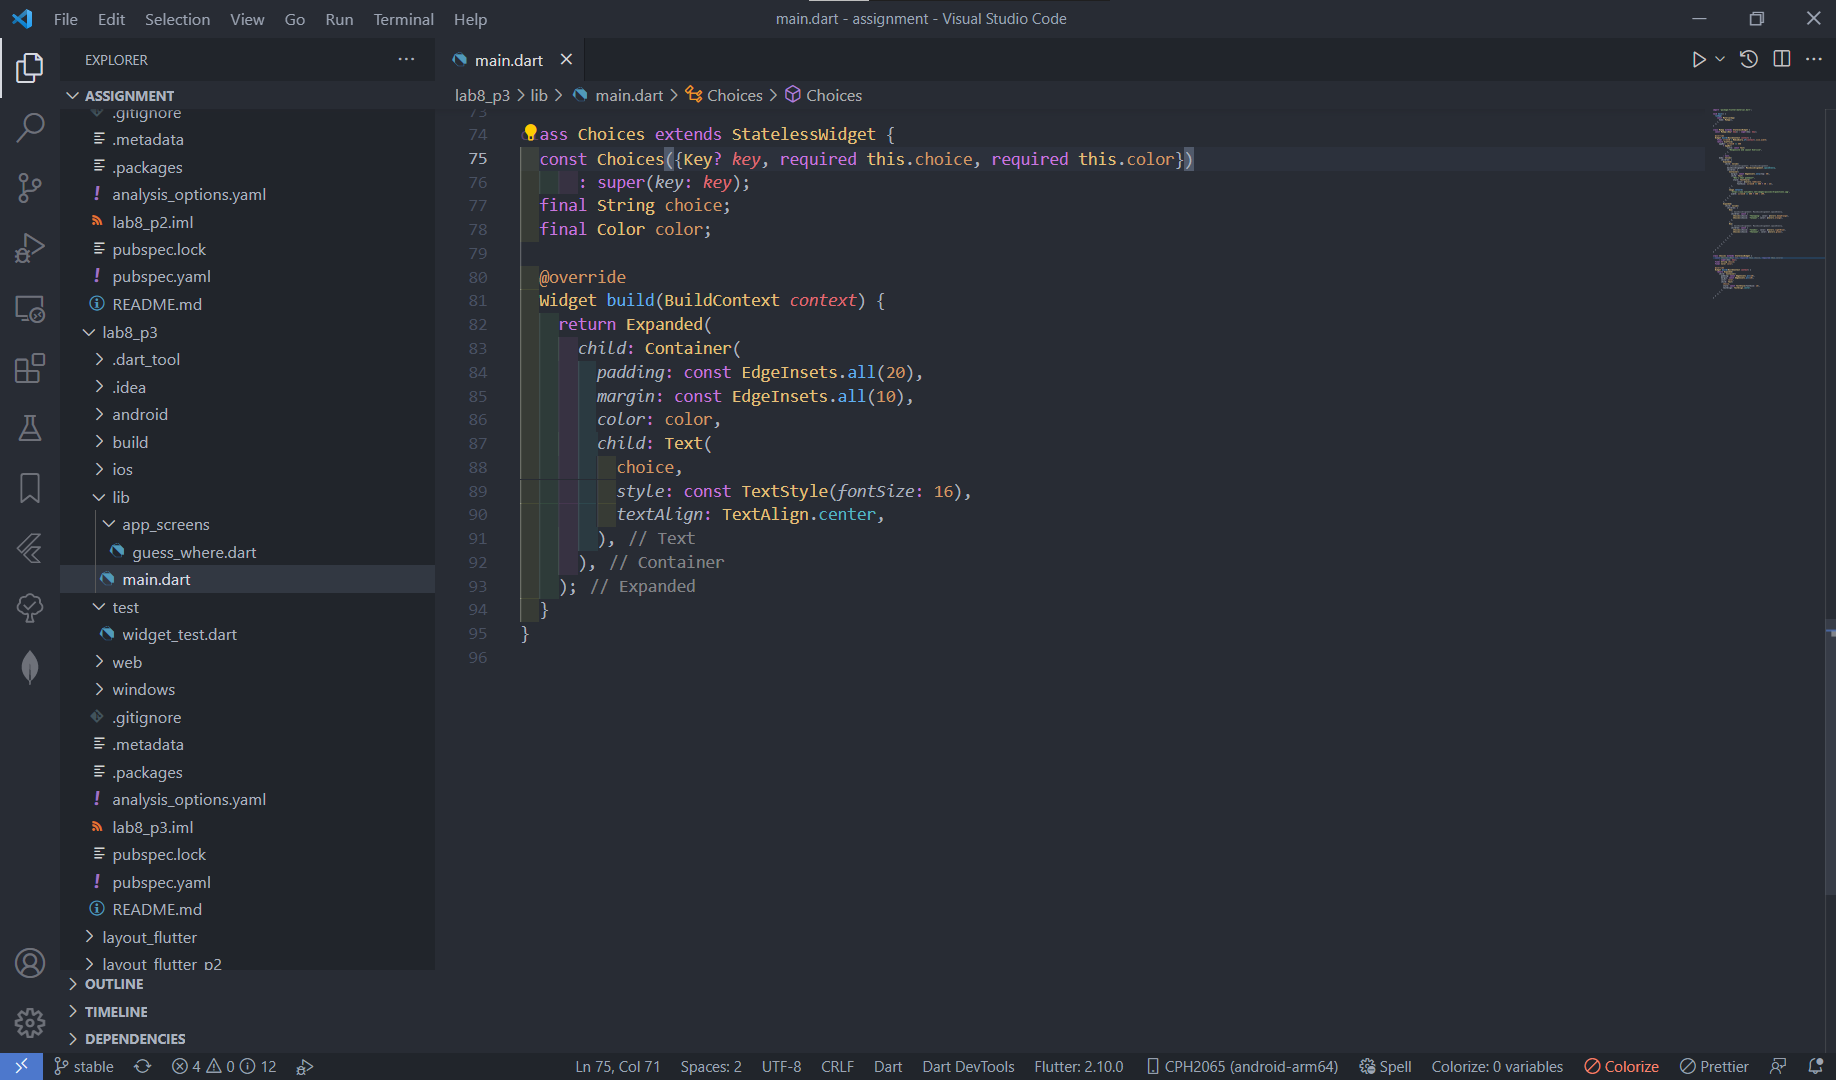 File Edit Selection View Go Run Terminal Help
main.dart - assignment - Visual Studio Code
EXPLORER
ASSIGNMENT
.gitignore
.metadata
.packages
! analysis_options.yaml
lab8_p2.iml
pubspec.lock
! pubspec.yaml
README.md
lab8_p3
.dart_tool
.idea
android
build
ios
lib
app_screens
guess_where.dart
main.dart
test
widget_test.dart
web
windows
.gitignore
.metadata
.packages
! analysis_options.yaml
lab8_p3.iml
pubspec.lock
! pubspec.yaml
README.md
layout_flutter
layout_flutter_p2
OUTLINE
TIMELINE
DEPENDENCIES
main.dart
lab8_p3 > lib > main.dart > Choices > Choices
73
74 ass Choices extends StatelessWidget {
75 const Choices({Key? key, required this.choice, required this.color})
76 : super(key: key);
77 final String choice;
78 final Color color;
79
80 @override
81 Widget build(BuildContext context) {
82 return Expanded(
83 child: Container(
84 padding: const EdgeInsets.all(20),
85 margin: const EdgeInsets.all(10),
86 color: color,
87 child: Text(
88 choice,
89 style: const TextStyle(fontSize: 16),
90 textAlign: TextAlign.center,
91 ), // Text
92 ), // Container
93 ); // Expanded
94 }
95 }
96
stable 4 0 12 Ln 75, Col 71 Spaces: 2 UTF-8 CRLF Dart Dart DevTools Flutter: 2.10.0 CPH2065 (android-arm64) Spell Colorize: 0 variables Colorize Prettier